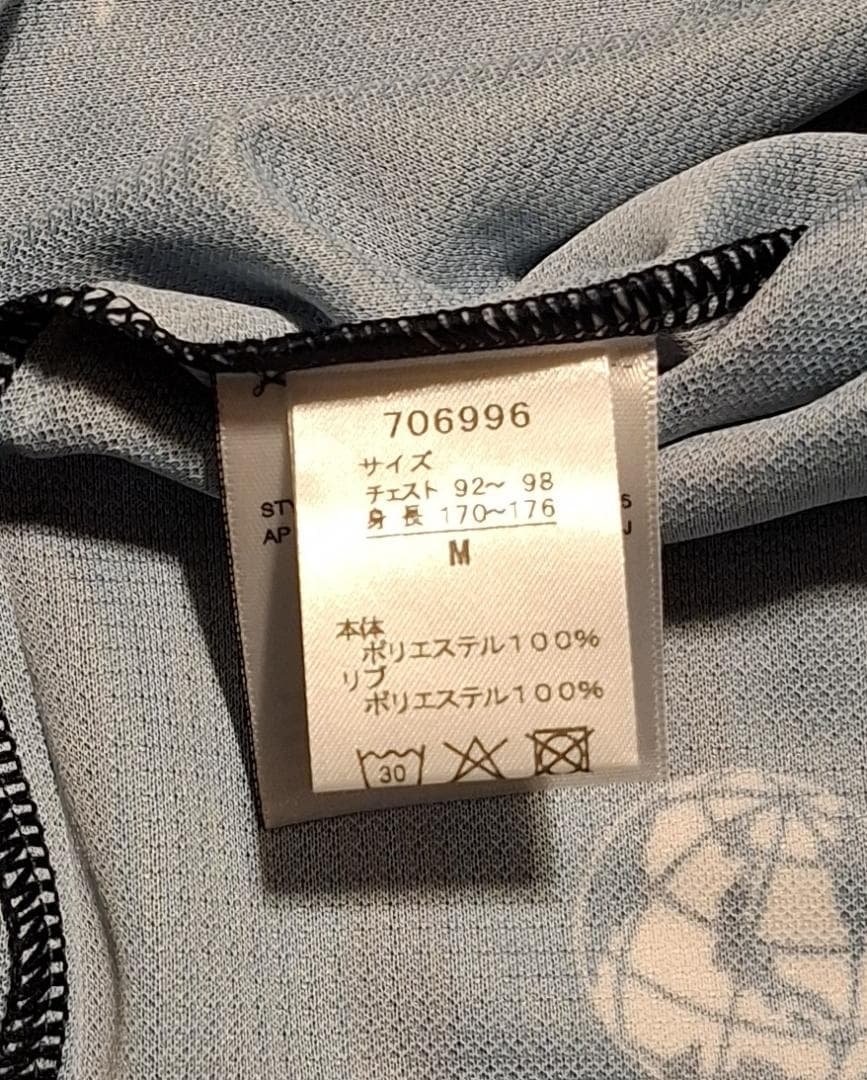 706996
サイズ
チェスト 92～ 98
身 長 170～176
M
本体
ポリエステル100%
リブ
ポリエステル100%
30